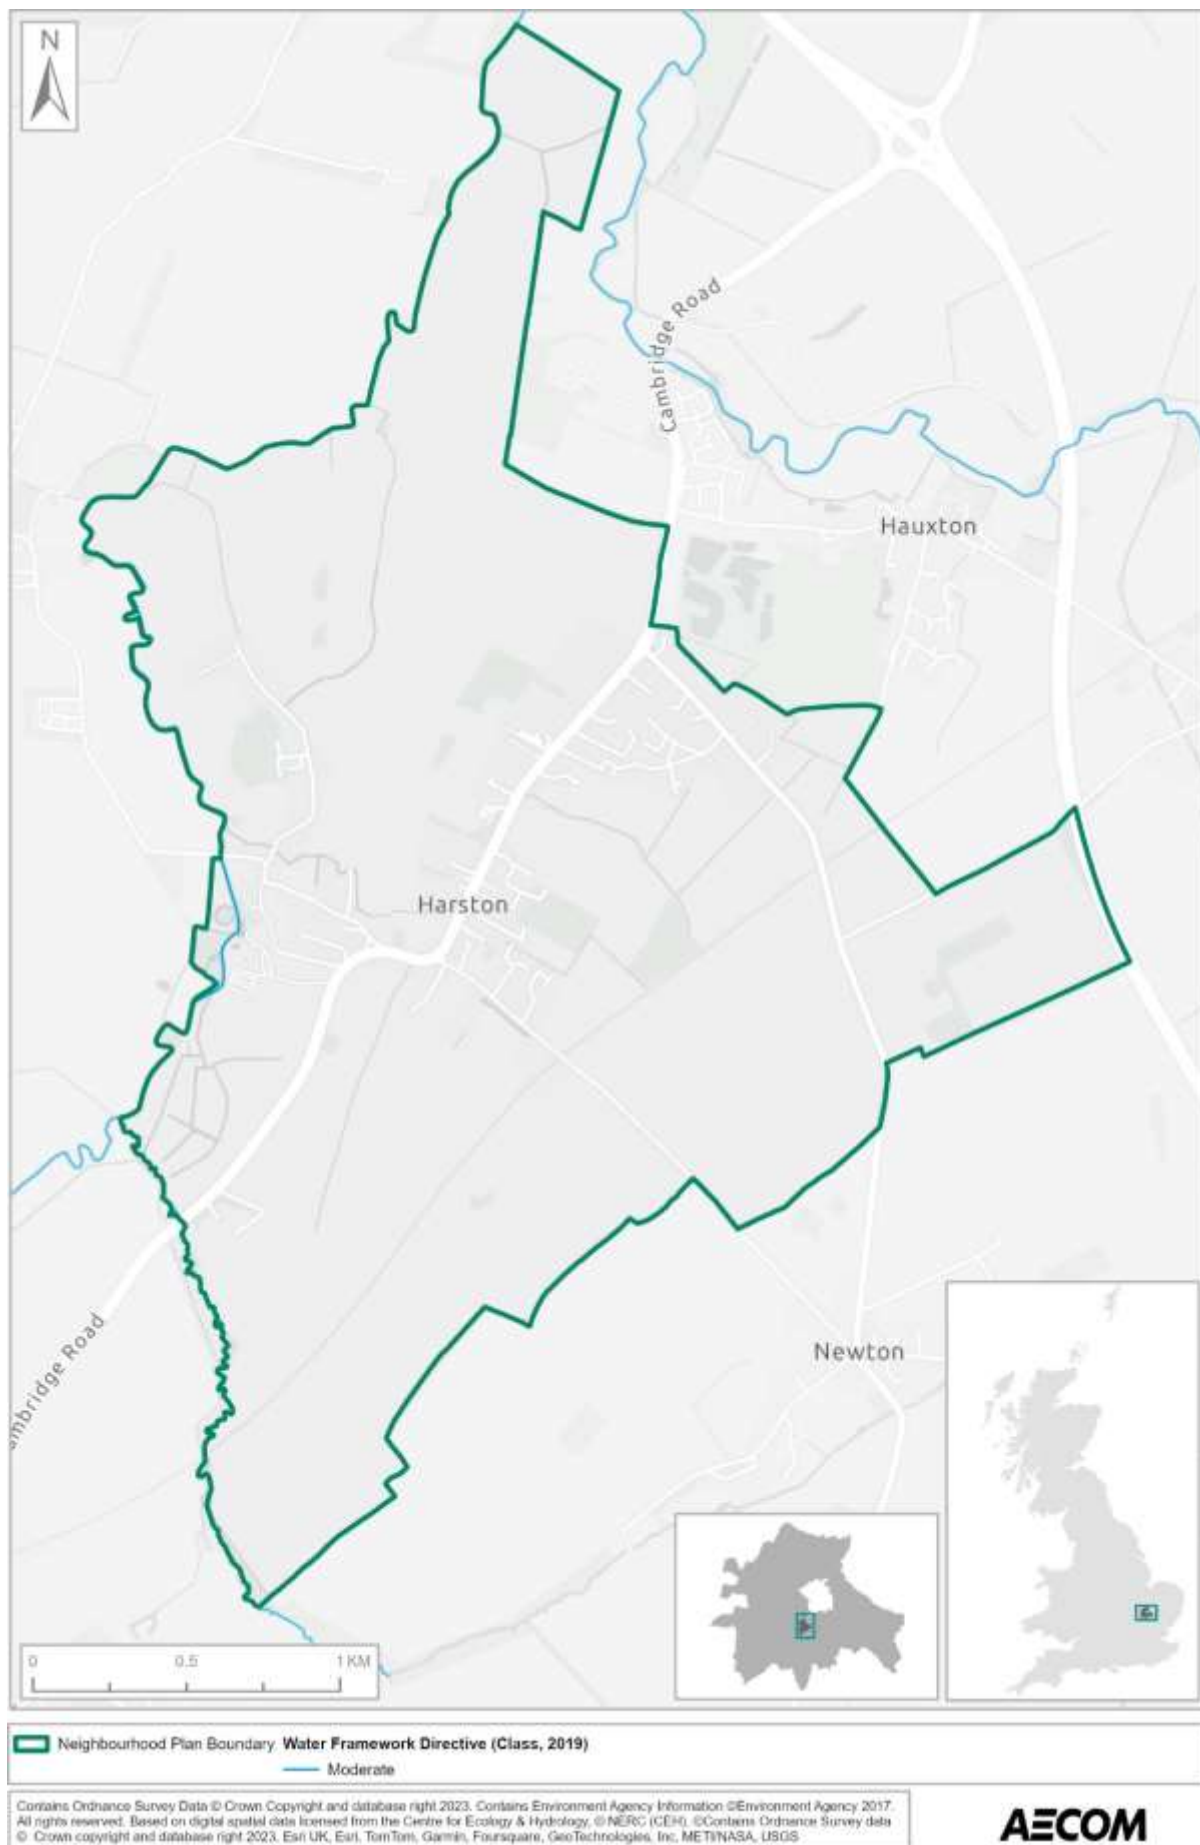 N
Cambridge Road
Hauxton
Harston
Newton
ambridge Road
0 0.5 1 KM
Neighbourhood Plan Boundary Water Framework Directive (Class, 2019)
Moderate
Contains Ordnance Survey Data © Crown Copyright and database right 2023. Contains Environment Agency Information ©Environment Agency 2017.
All rights reserved. Based on digital spatial data licensed from the Centre for Ecology & Hydrology, © NERC (CEH). ©Contains Ordnance Survey data
© Crown copyright and database right 2023. Esri UK, Esri, TomTom, Garmin, Foursquare, GeoTechnologies, Inc, METI/NASA, USGS
AECOM